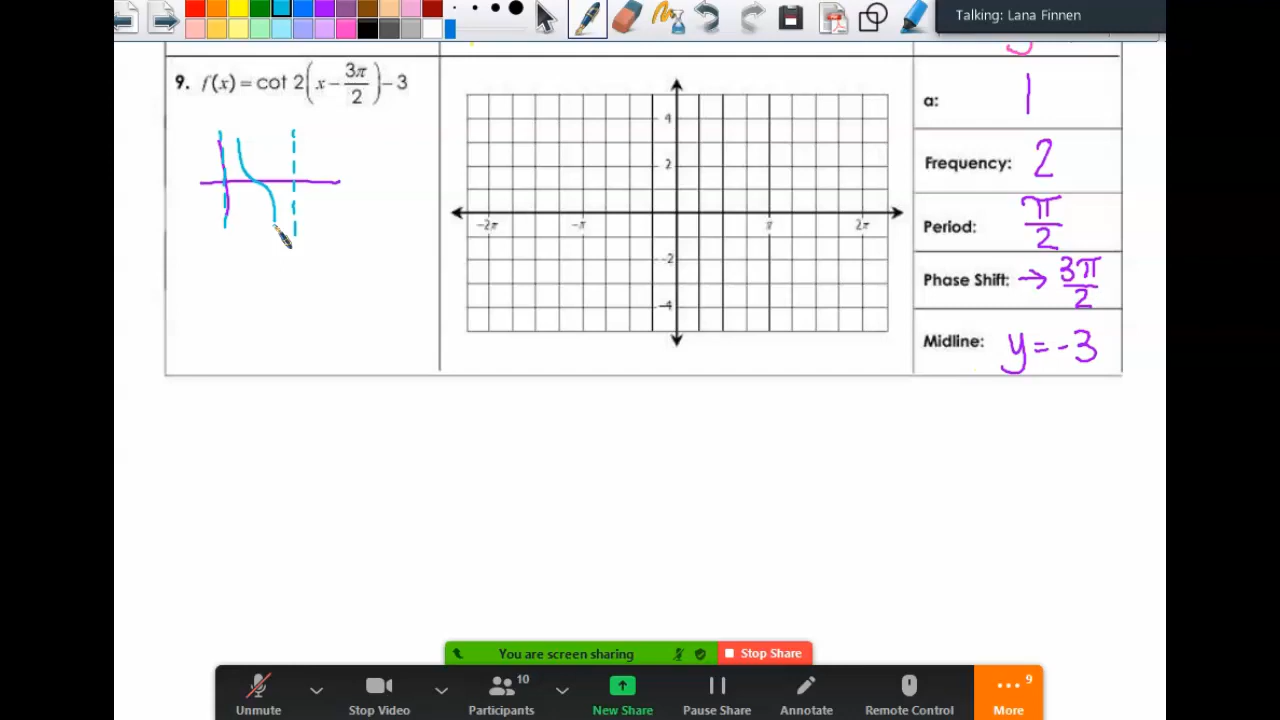 Talking: Lana Finnen
9. f(x) = cot 2(x − 3π/2) − 3
4
2
-2π
-π
π
2π
-2
-4
a: 1
Frequency: 2
Period: π/2
Phase Shift: → 3π/2
Midline: y = -3
You are screen sharing
Stop Share
10
9
Unmute
Stop Video
Participants
New Share
Pause Share
Annotate
Remote Control
More